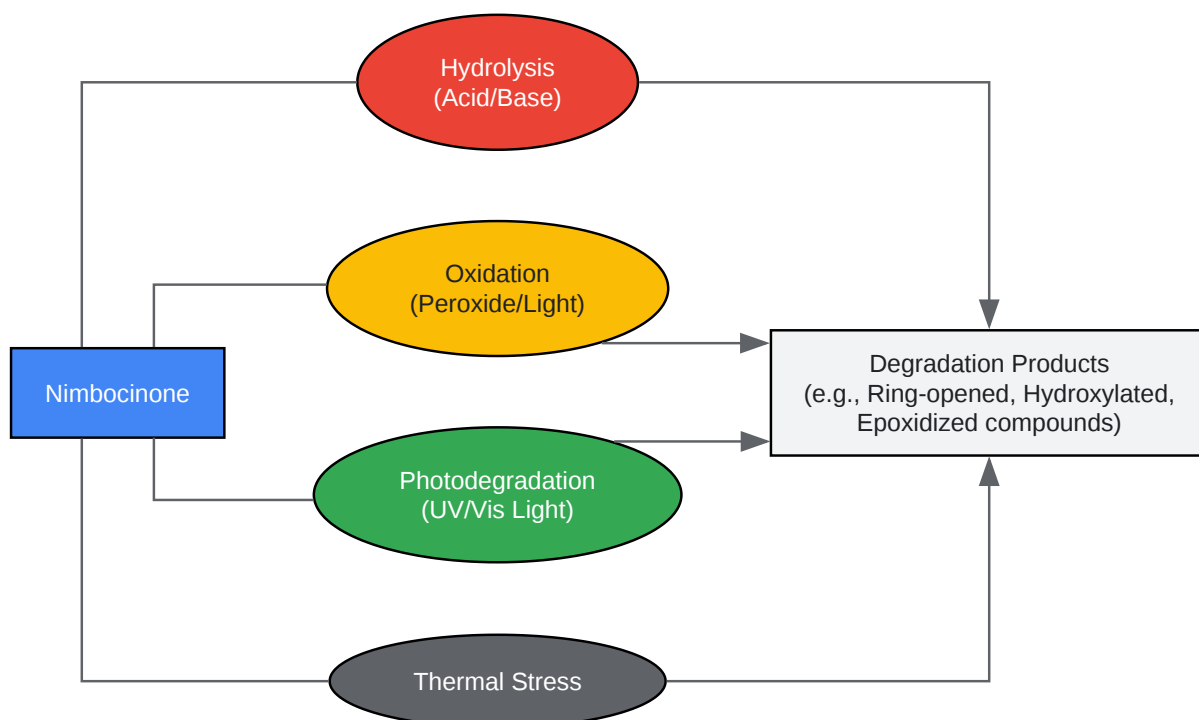 Hydrolysis
(Acid/Base)
Oxidation
(Peroxide/Light)
Nimbocinone
Degradation Products
(e.g., Ring-opened, Hydroxylated,
Epoxidized compounds)
Photodegradation
(UV/Vis Light)
Thermal Stress